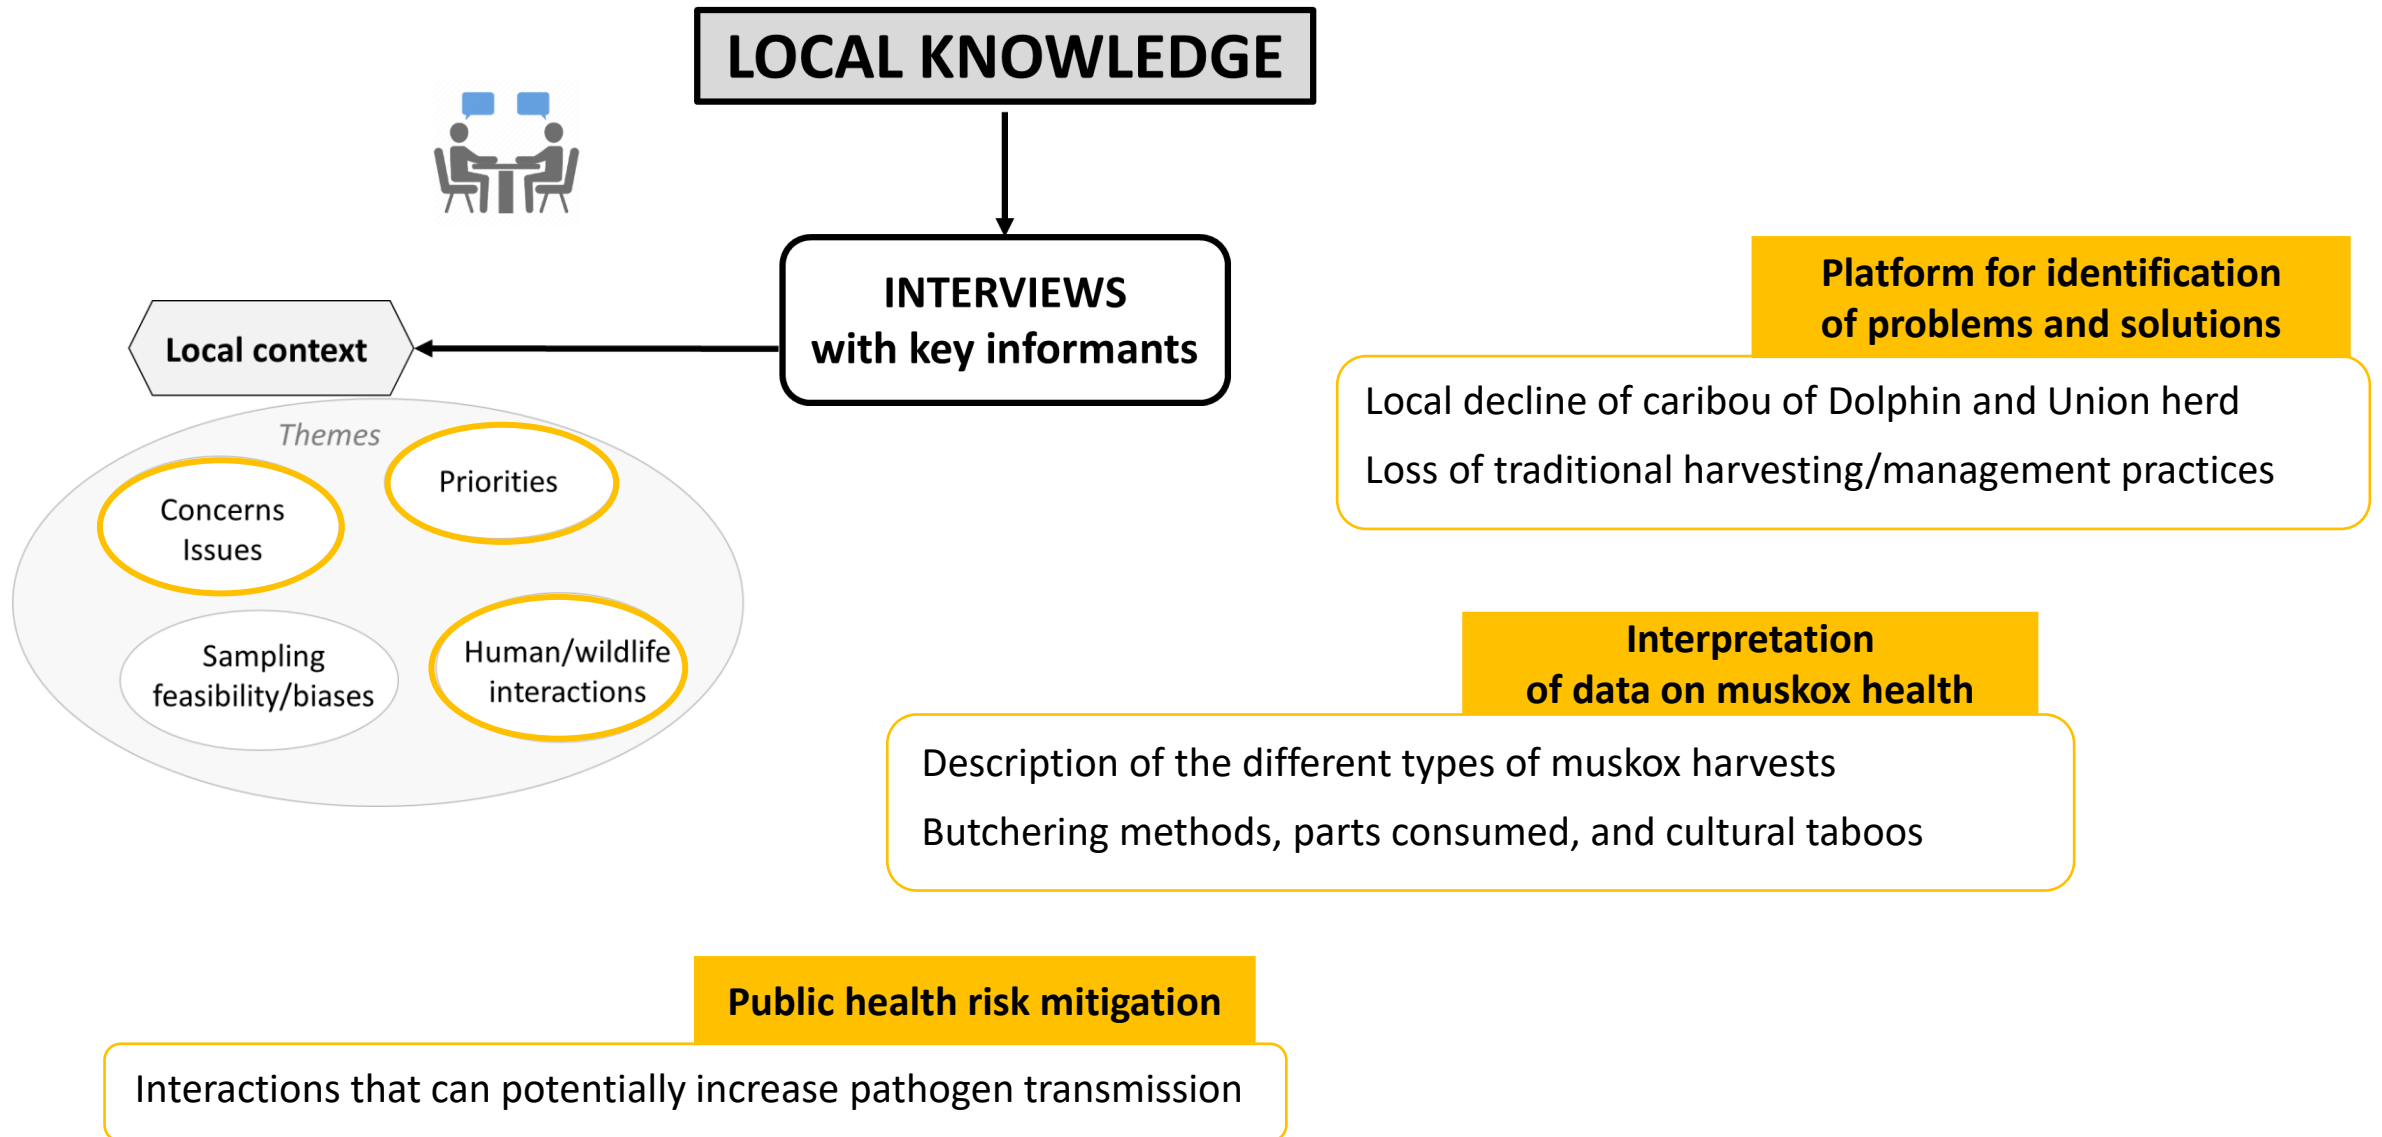 LOCAL KNOWLEDGE
INTERVIEWS
with key informants
Local context
Themes
Priorities
Concerns
Issues
Sampling
feasibility/biases
Human/wildlife
interactions
Platform for identification
of problems and solutions
Local decline of caribou of Dolphin and Union herd
Loss of traditional harvesting/management practices
Interpretation
of data on muskox health
Description of the different types of muskox harvests
Butchering methods, parts consumed, and cultural taboos
Public health risk mitigation
Interactions that can potentially increase pathogen transmission